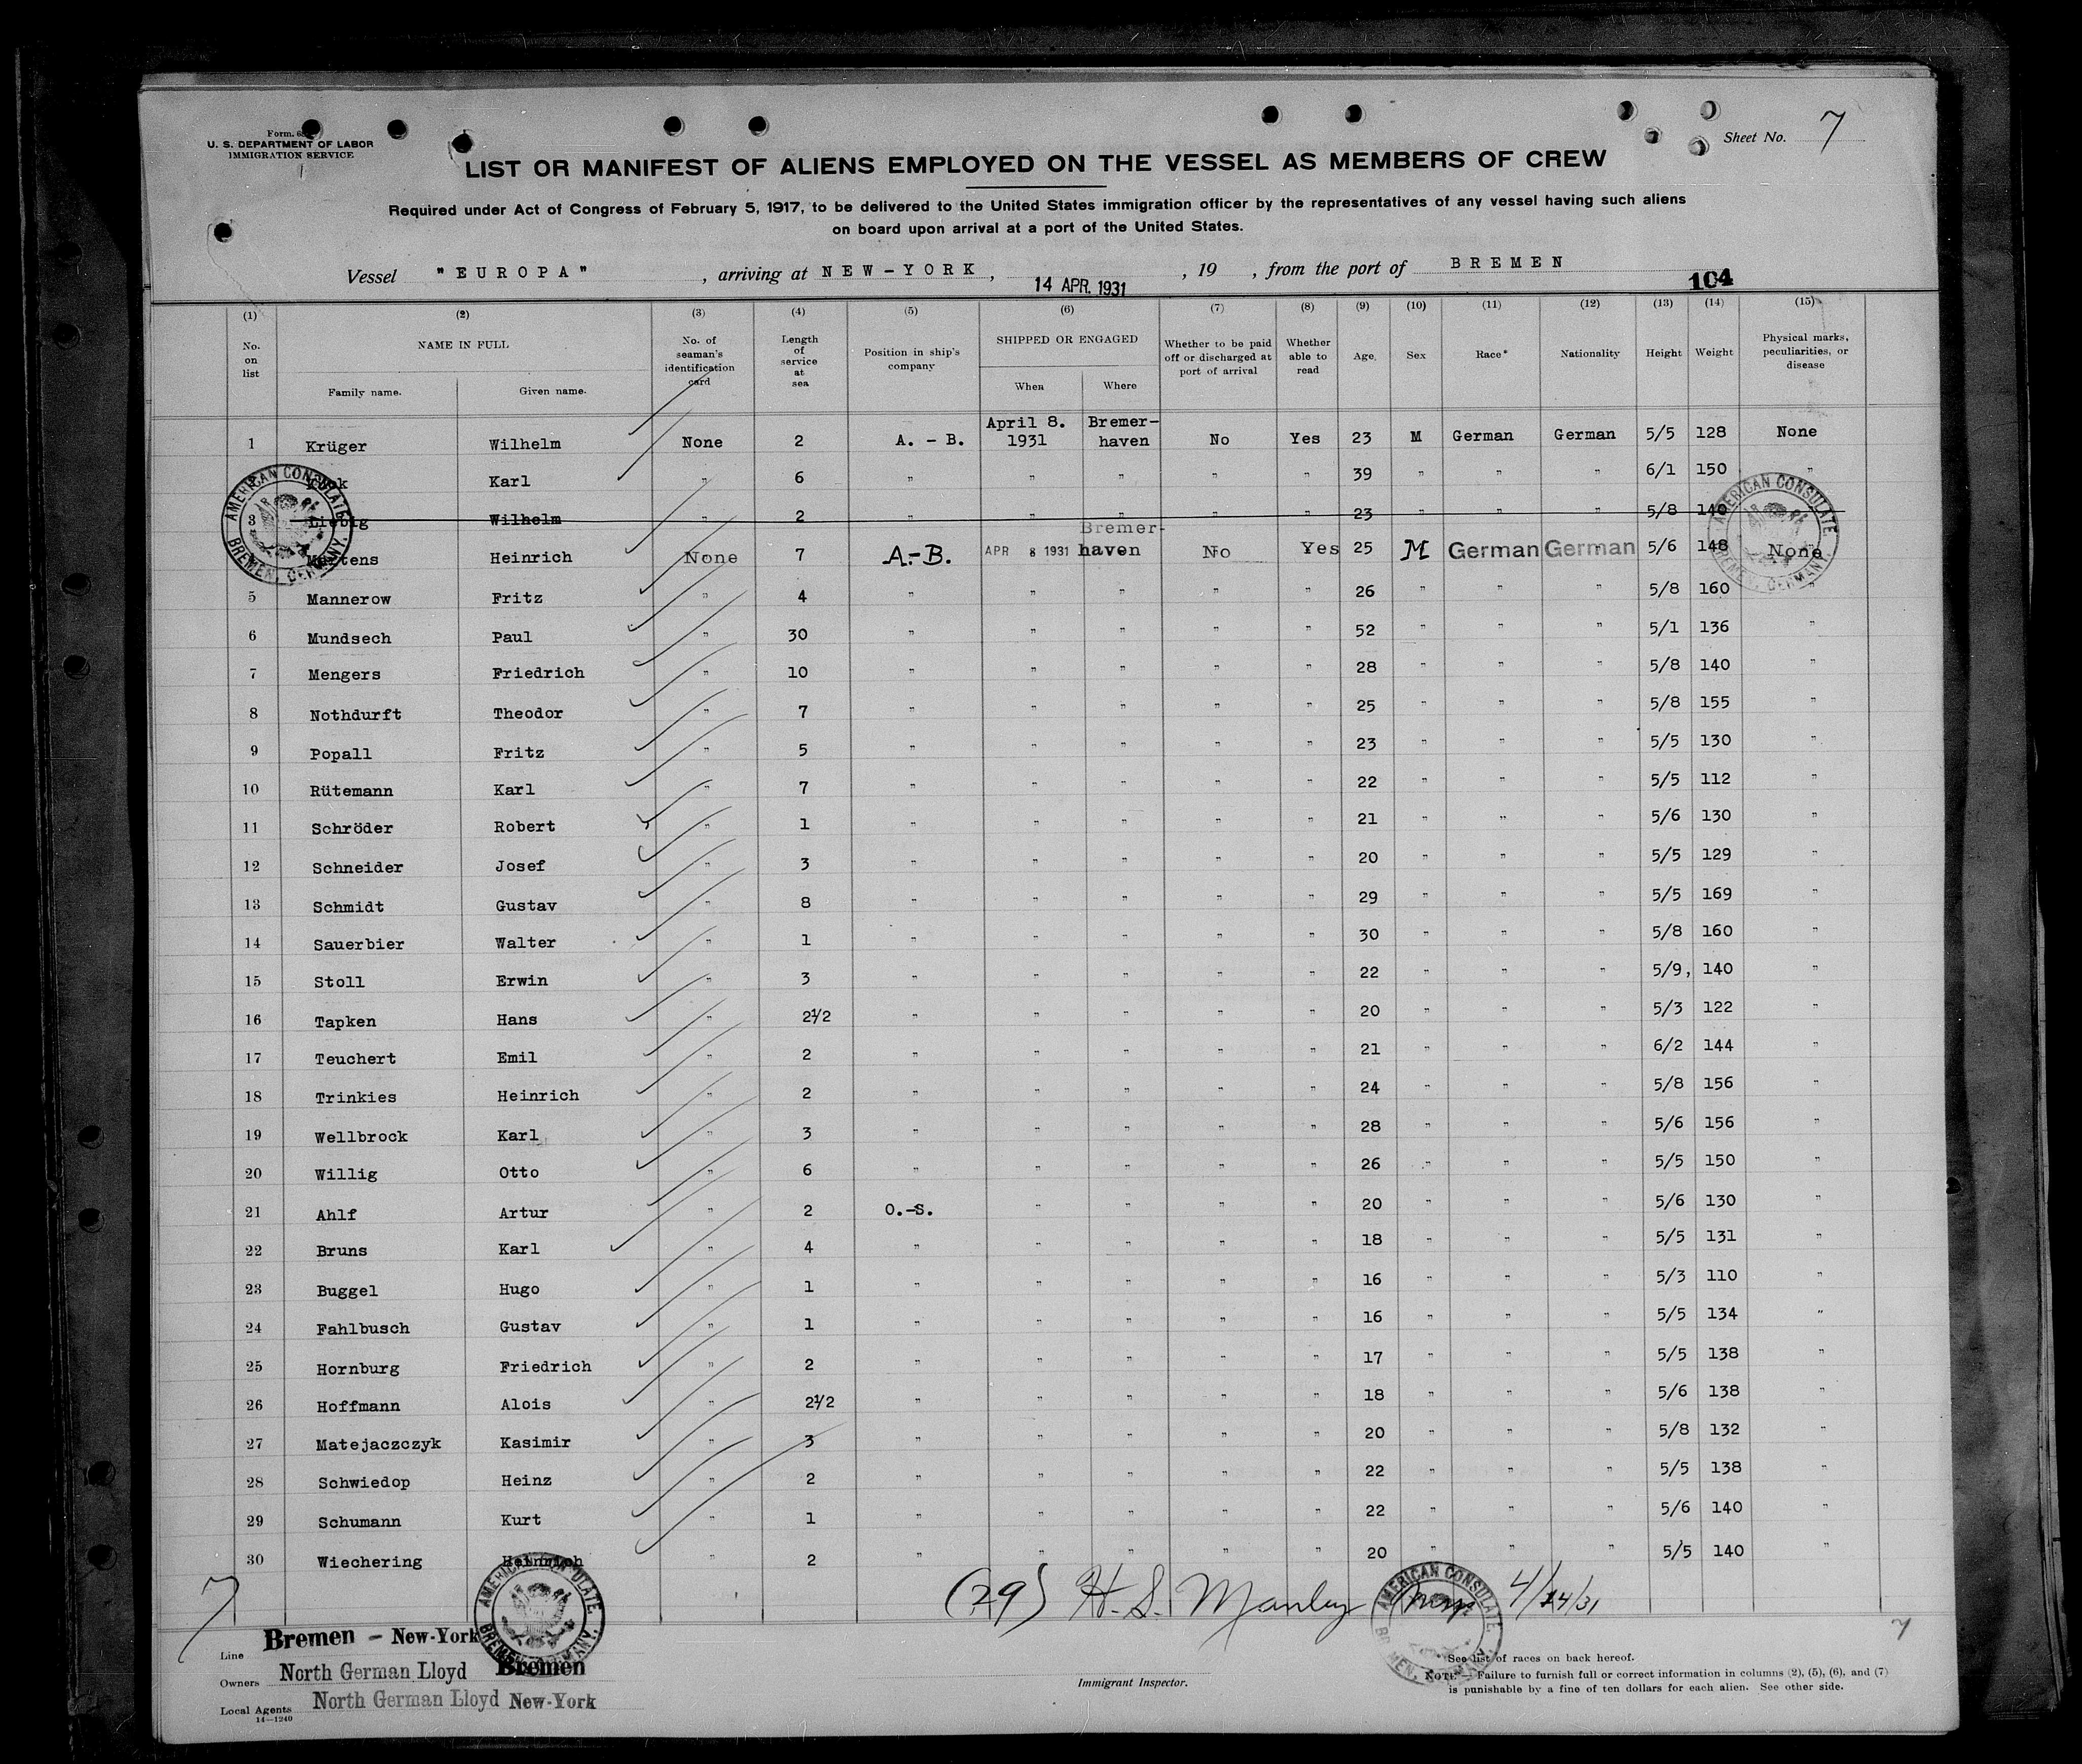 Form.
U. S. DEPARTMENT OF LABOR
IMMIGRATION SERVICE
Sheet No. 7
LIST OR MANIFEST OF ALIENS EMPLOYED ON THE VESSEL AS MEMBERS OF CREW
Required under Act of Congress of February 5, 1917, to be delivered to the United States immigration officer by the representatives of any vessel having such aliens
on board upon arrival at a port of the United States.
Vessel "EUROPA", arriving at NEW-YORK, 14 APR. 1931, 19 , from the port of BREMEN
104
(1) (2) (3) (4) (5) (6) (7) (8) (9) (10) (11) (12) (13) (14) (15)
No. on list NAME IN FULL Family name. Given name. No. of seaman's identification card Length of service at sea Position in ship's company SHIPPED OR ENGAGED When Where Whether to be paid off or discharged at port of arrival Whether able to read Age. Sex Race* Nationality Height Weight Physical marks, peculiarities, or disease
1 Krüger Wilhelm None 2 A. - B. April 8. 1931 Bremer-haven No Yes 23 M German German 5/5 128 None
Karl " 6 " " " " " 39 " " " 6/1 150 "
3 Liebig Wilhelm " 2 " " " " " 23 " " " 5/8 140
Heinrich None 7 A.-B. APR 8 1931 Bremer-haven No Yes 25 M German German 5/6 148 None
5 Mannerow Fritz " 4 " " " " " 26 " " " 5/8 160 "
6 Mundsech Paul " 30 " " " " " 52 " " " 5/1 136 "
7 Mengers Friedrich " 10 " " " " " 28 " " " 5/8 140 "
8 Nothdurft Theodor " 7 " " " " " 25 " " " 5/8 155 "
9 Popall Fritz " 5 " " " " " 23 " " " 5/5 130 "
10 Rütemann Karl " 7 " " " " " 22 " " " 5/5 112 "
11 Schröder Robert " 1 " " " " " 21 " " " 5/6 130 "
12 Schneider Josef " 3 " " " " " 20 " " " 5/5 129 "
13 Schmidt Gustav " 8 " " " " " 29 " " " 5/5 169 "
14 Sauerbier Walter " 1 " " " " " 30 " " " 5/8 160 "
15 Stoll Erwin " 3 " " " " " 22 " " " 5/9, 140 "
16 Tapken Hans " 2½ " " " " " 20 " " " 5/3 122 "
17 Teuchert Emil " 2 " " " " " 21 " " " 6/2 144 "
18 Trinkies Heinrich " 2 " " " " " 24 " " " 5/8 156 "
19 Wellbrock Karl " 3 " " " " " 28 " " " 5/6 156 "
20 Willig Otto " 6 " " " " " 26 " " " 5/5 150 "
21 Ahlf Artur " 2 O.-S. " " " " 20 " " " 5/6 130 "
22 Bruns Karl " 4 " " " " " 18 " " " 5/5 131 "
23 Buggel Hugo " 1 " " " " " 16 " " " 5/3 110 "
24 Fahlbusch Gustav " 1 " " " " " 16 " " " 5/5 134 "
25 Hornburg Friedrich " 2 " " " " " 17 " " " 5/5 138 "
26 Hoffmann Alois " 2½ " " " " " 18 " " " 5/6 138 "
27 Matejaczczyk Kasimir " 3 " " " " " 20 " " " 5/8 132 "
28 Schwiedop Heinz " 2 " " " " " 22 " " " 5/5 138 "
29 Schumann Kurt " 1 " " " " " 22 " " " 5/6 140 "
30 Wiechering Heinrich " 2 " " " " " 20 " " " 5/5 140 "
AMERICAN CONSULATE BREMEN, GERMANY.
AMERICAN CONSULATE BREMEN, GERMANY.
AMERICAN CONSULATE BREMEN, GERMANY.
AMERICAN CONSULATE BREMEN, GERMANY.
7 (29) H. S. Manley 4/14/31 7
Line Bremen - New-York
Owners North German Lloyd Bremen
Local Agents North German Lloyd New-York
14-1240
Immigrant Inspector.
*See list of races on back hereof.
NOTE.—Failure to furnish full or correct information in columns (2), (5), (6), and (7)
is punishable by a fine of ten dollars for each alien. See other side.